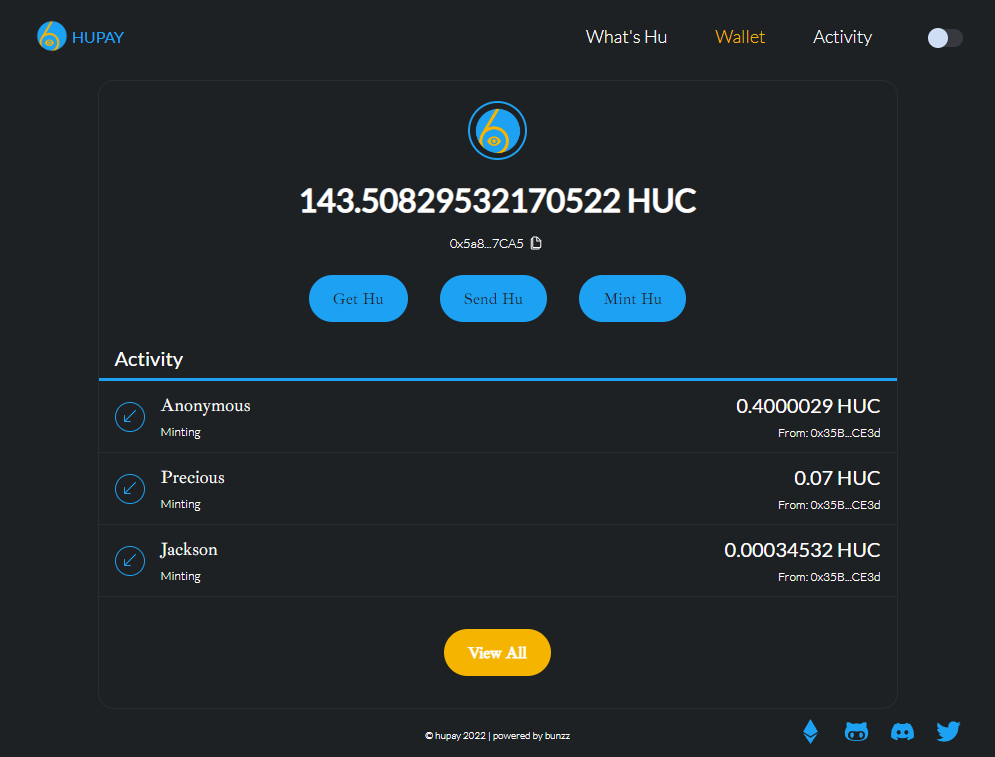 HUPAY
What's Hu
Wallet
Activity
143.50829532170522 HUC
0x5a8...7CA5
Get Hu
Send Hu
Mint Hu
Activity
Anonymous
0.4000029 HUC
Minting
From: 0x35B...CE3d
Precious
0.07 HUC
Minting
From: 0x35B...CE3d
Jackson
0.00034532 HUC
Minting
From: 0x35B...CE3d
View All
© hupay 2022 | powered by bunzz